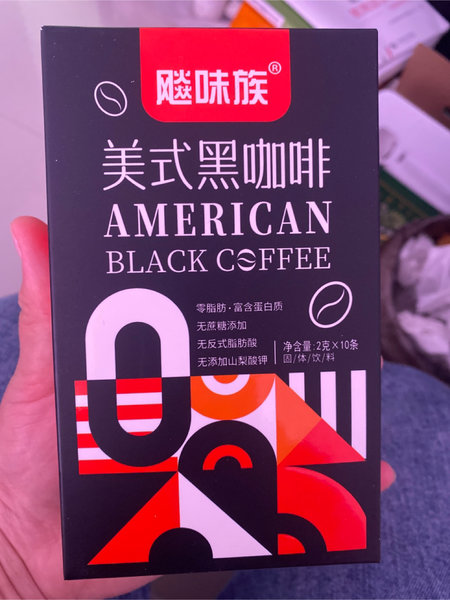 飚味族®
美式黑咖啡
AMERICAN
BLACK COFFEE
零脂肪·富含蛋白质
无蔗糖添加
无反式脂肪酸
无添加山梨酸钾
净含量:2克×10条
固/体/饮/料